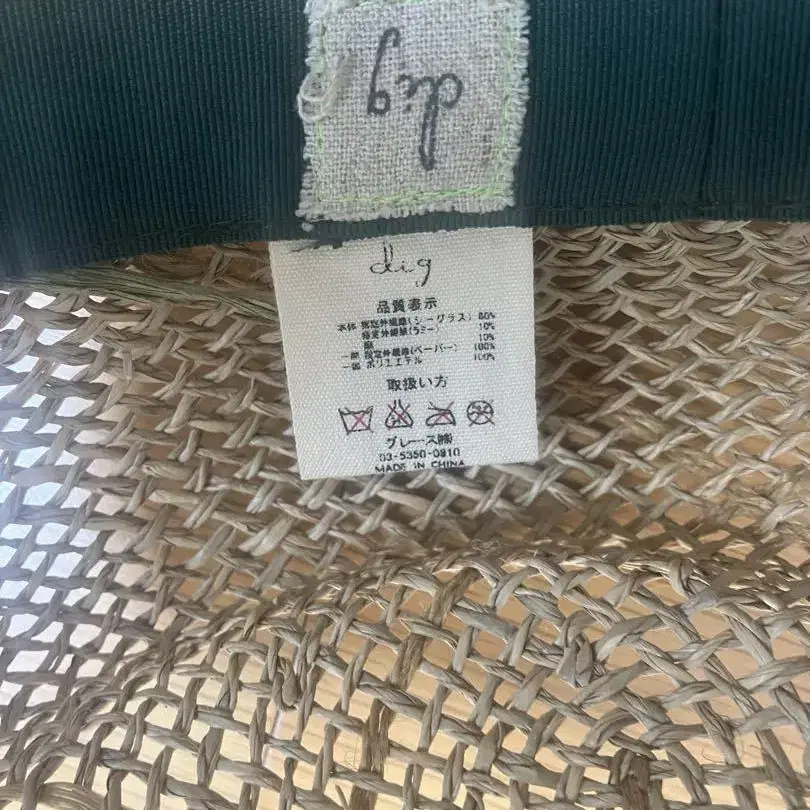 dig
dig
品質表示
本体 指定外繊維(シーグラス) 80%
指定外繊維(ラミー) 10%
麻 10%
一部 指定外繊維(ペーパー) 100%
一部 ポリエステル 100%
取扱い方
グレース㈱
03-5350-0810
MADE IN CHINA